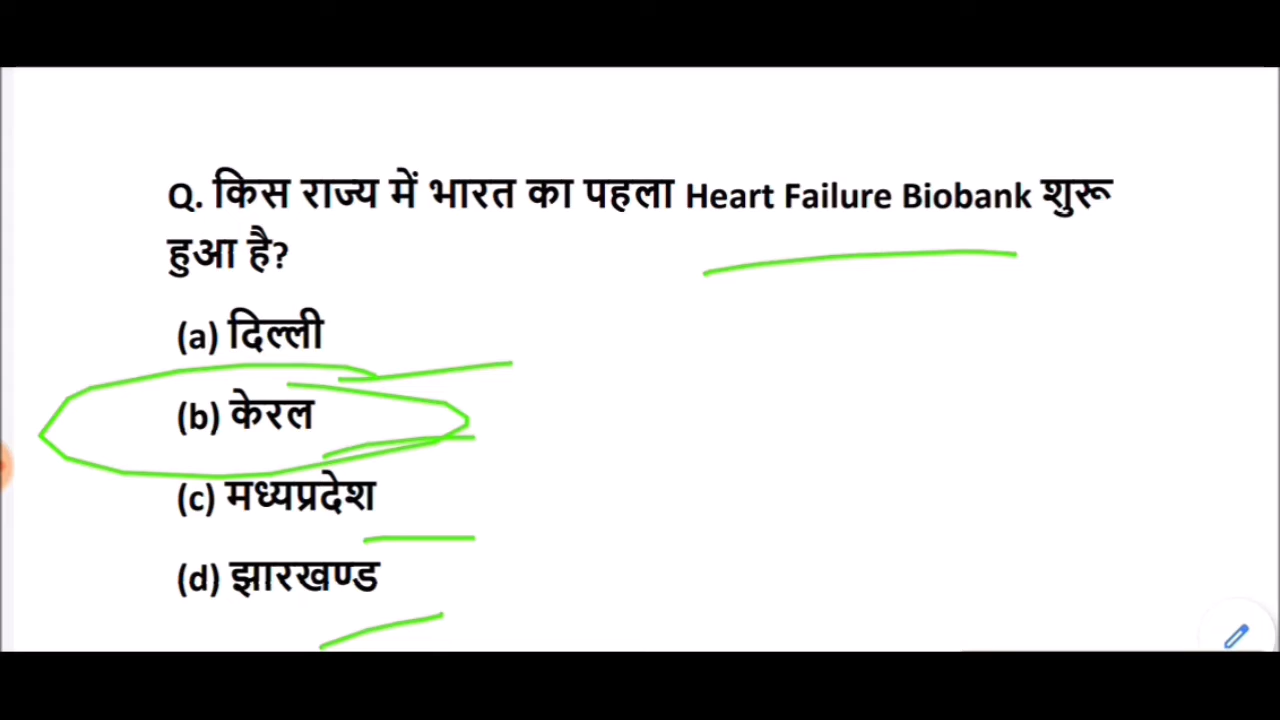 Q. किस राज्य में भारत का पहला Heart Failure Biobank शुरू
हुआ है?
(a) दिल्ली
(b) केरल
(c) मध्यप्रदेश
(d) झारखण्ड